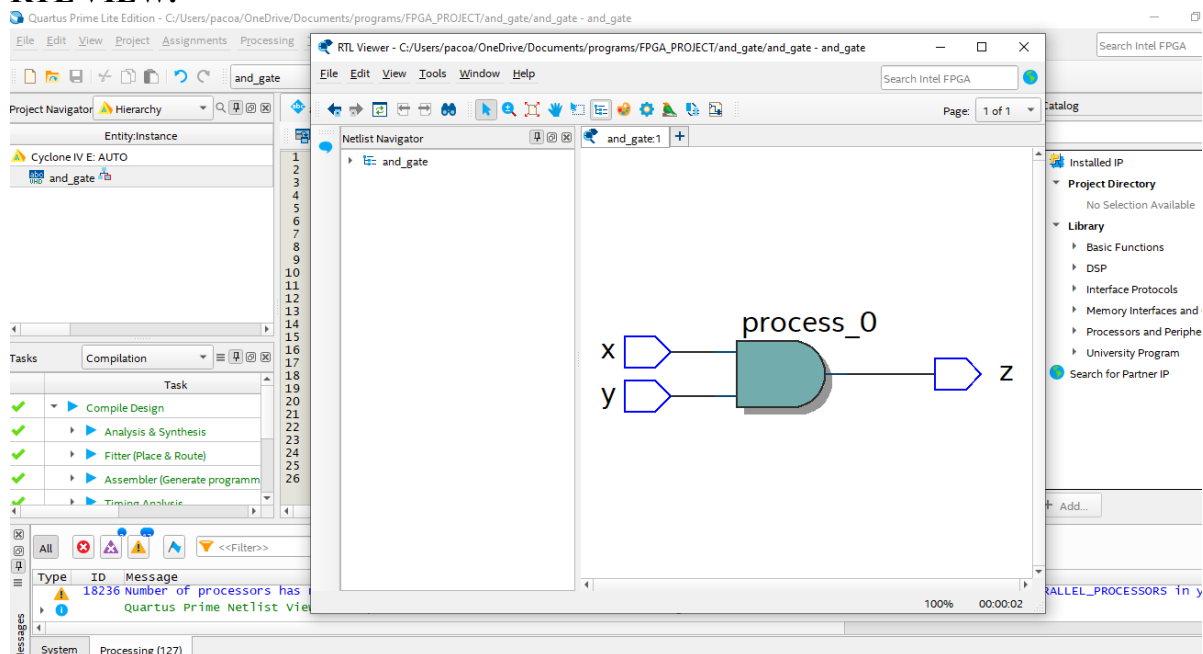 RTL VIEW:
Quartus Prime Lite Edition - C:/Users/pacoa/OneDrive/Documents/programs/FPGA_PROJECT/and_gate/and_gate - and_gate
File Edit View Project Assignments Processing
Search Intel FPGA
and_gate
RTL Viewer - C:/Users/pacoa/OneDrive/Documents/programs/FPGA_PROJECT/and_gate/and_gate - and_gate
File Edit View Tools Window Help
Search Intel FPGA
Page: 1 of 1
Project Navigator Hierarchy
Entity:Instance
Cyclone IV E: AUTO
abc
VHD
and_gate
1
2
3
4
5
6
7
8
9
10
11
12
13
14
15
16
17
18
19
20
21
22
23
24
25
26
Netlist Navigator
and_gate
and_gate:1
process_0
x
y
z
Catalog
Installed IP
Project Directory
No Selection Available
Library
Basic Functions
DSP
Interface Protocols
Memory Interfaces and
Processors and Periphe
University Program
Search for Partner IP
+ Add...
Tasks Compilation
Task
Compile Design
Analysis & Synthesis
Fitter (Place & Route)
Assembler (Generate programm
Timing Analysis
All <<Filter>>
Type ID Message
18236 Number of processors has
RALLEL_PROCESSORS in y
Quartus Prime Netlist Vie
100% 00:00:02
Messages
System Processing (127)